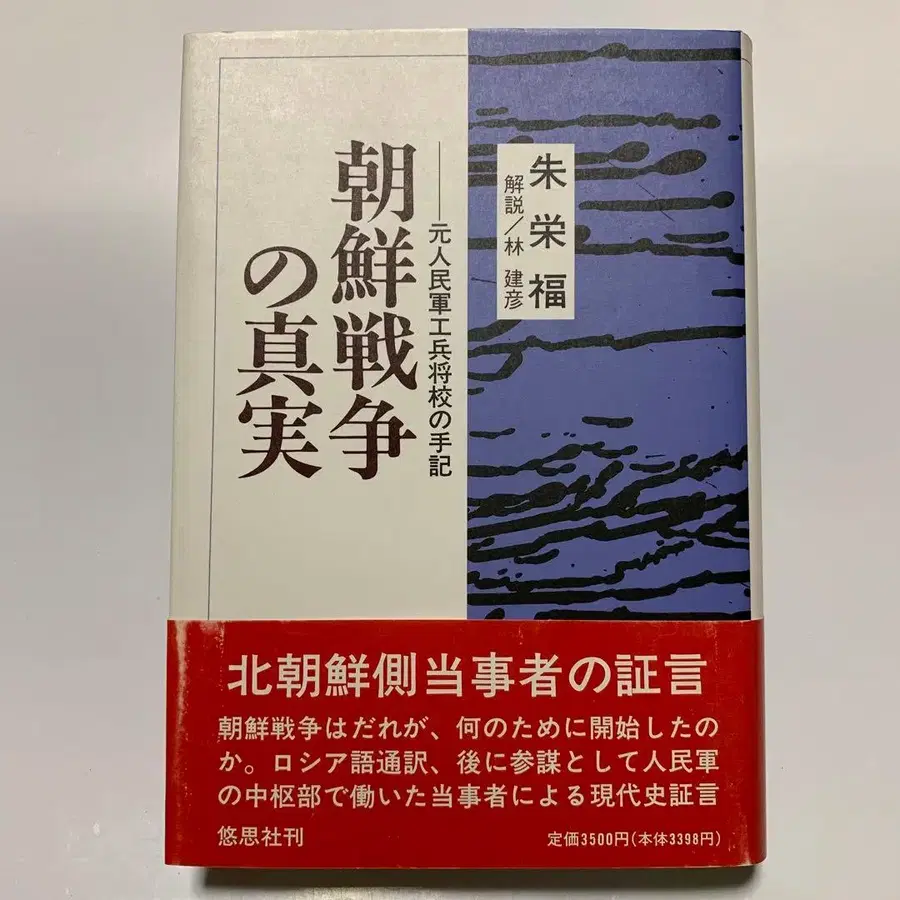 朱栄福
解説／林 建彦
──元人民軍工兵将校の手記
朝鮮戦争
の真実
北朝鮮側当事者の証言
朝鮮戦争はだれが、何のために開始したの
か。ロシア語通訳、後に参謀として人民軍
の中枢部で働いた当事者による現代史証言
悠思社刊
定価3500円(本体3398円)